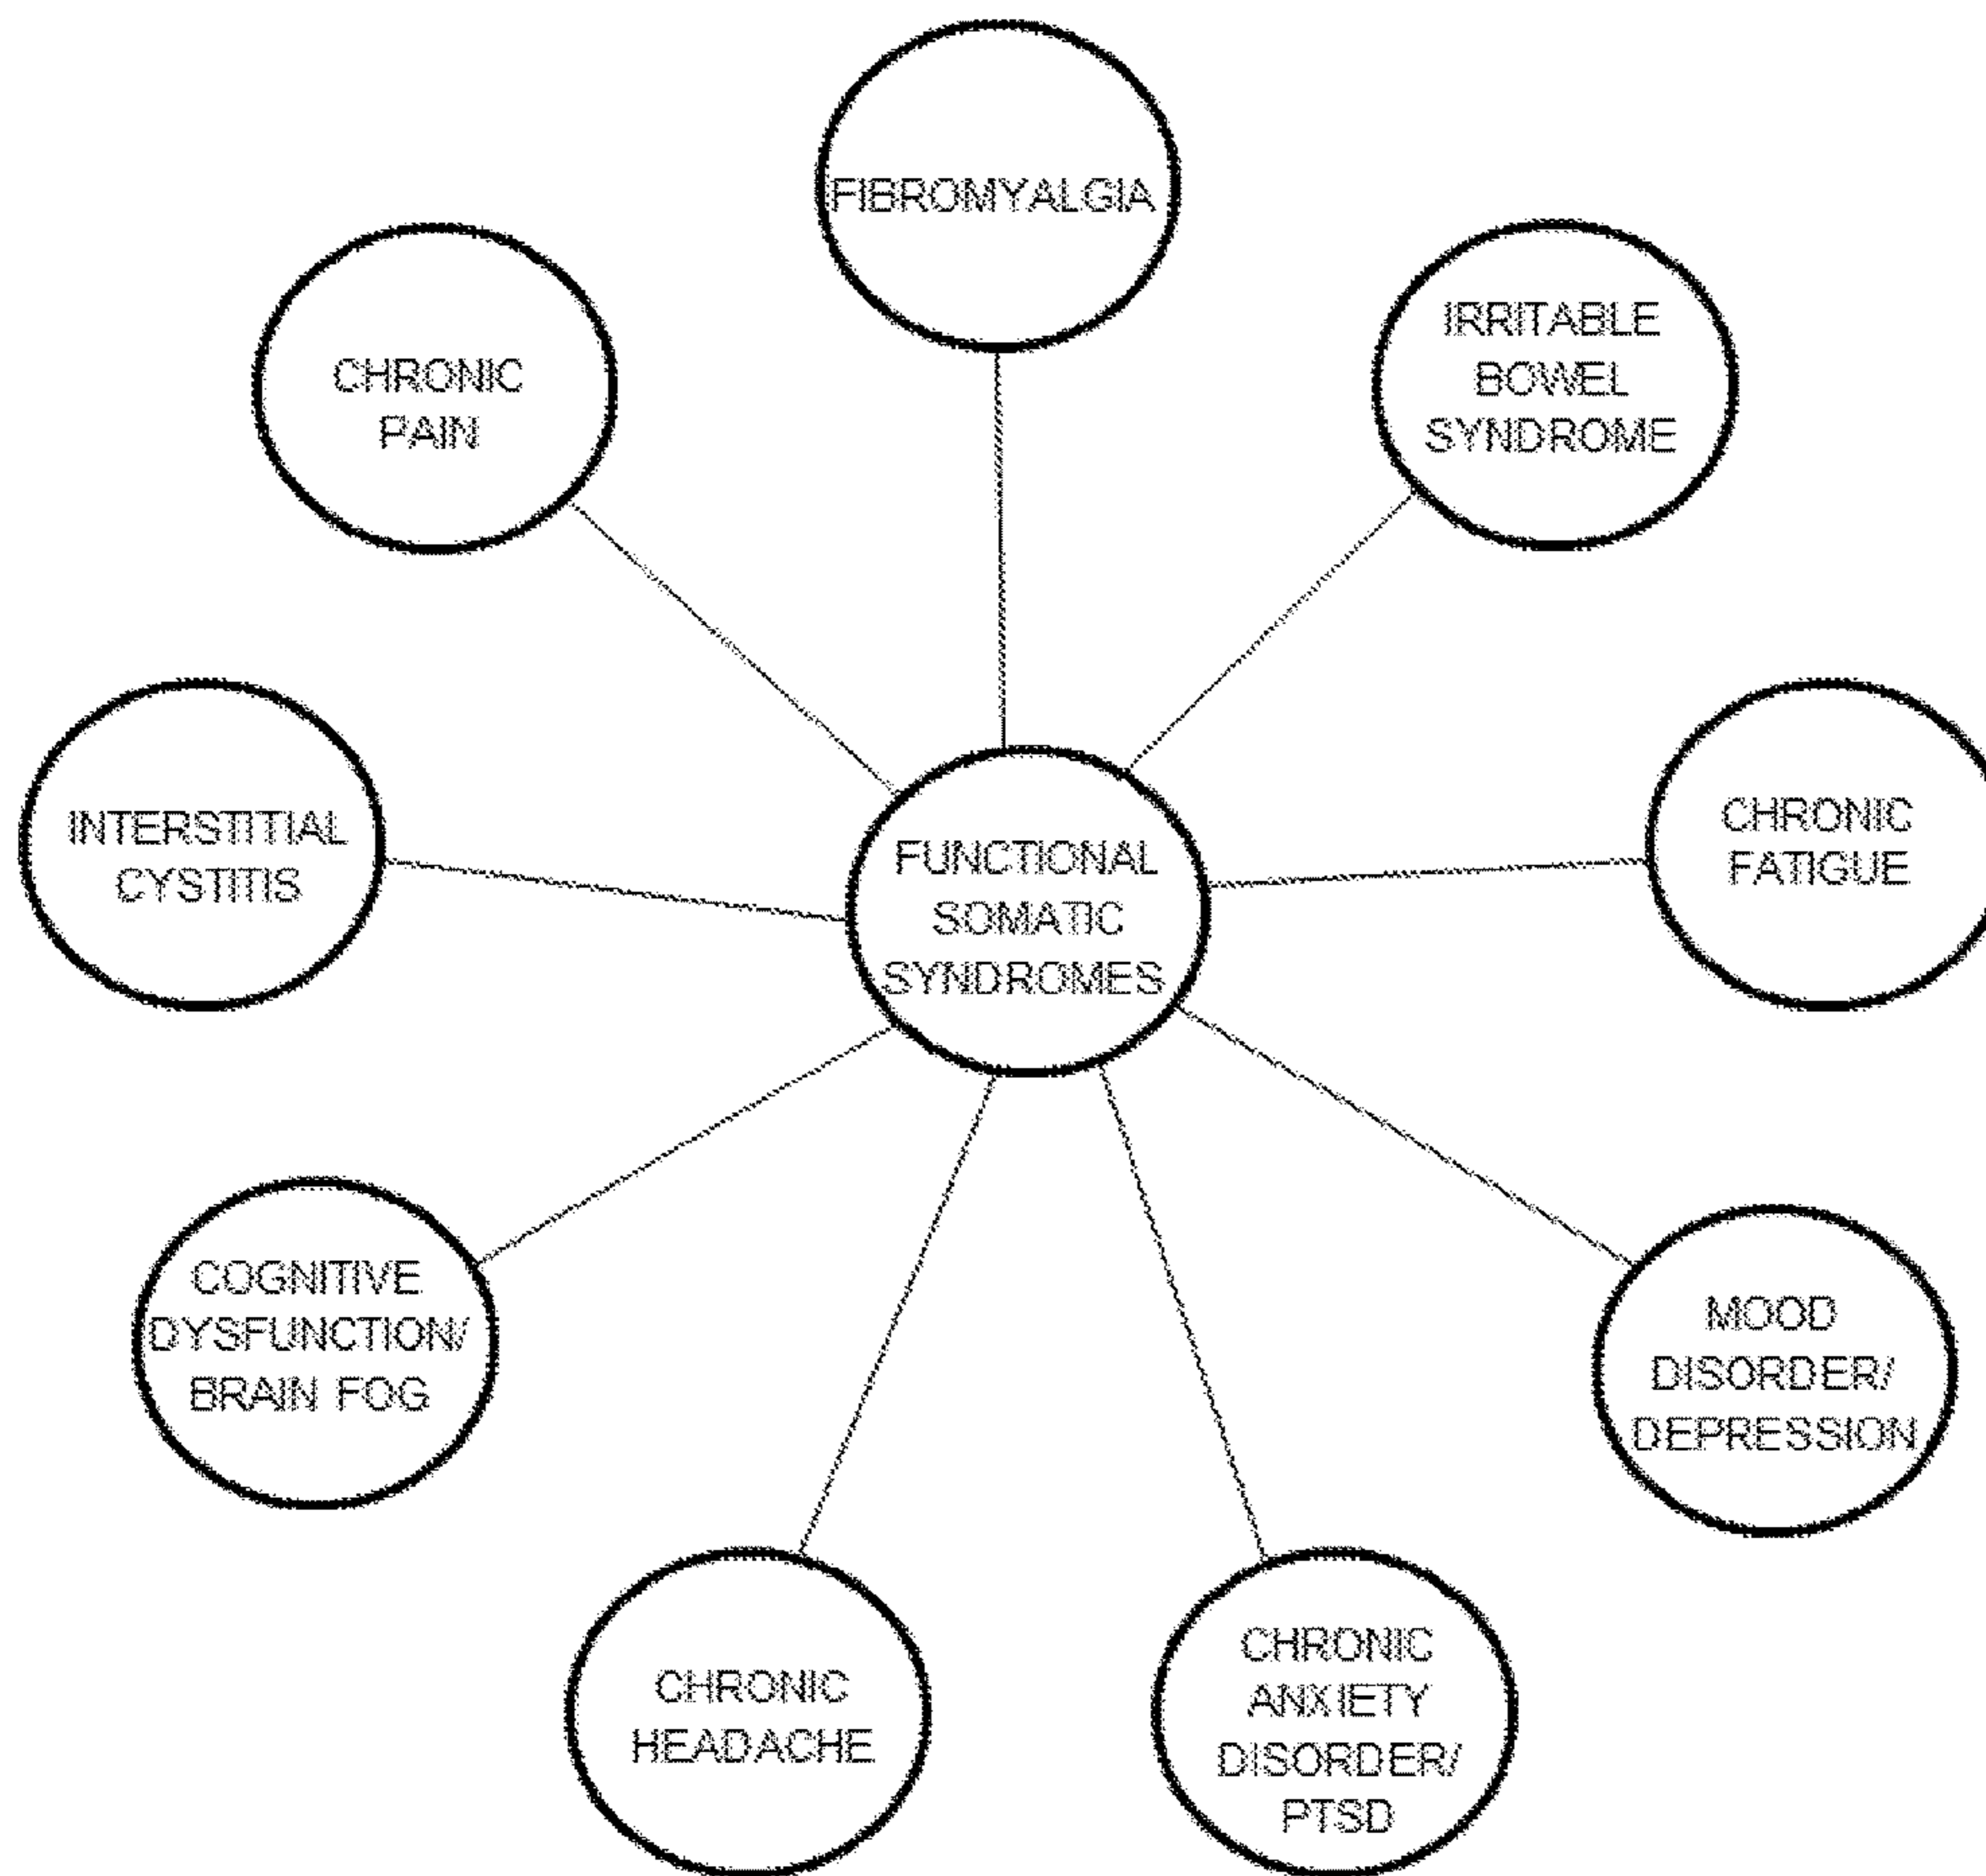 FIBROMYALGIA
IRRITABLE
BOWEL
SYNDROME
CHRONIC
PAIN
CHRONIC
FATIGUE
INTERSTITIAL
CYSTITIS
FUNCTIONAL
SOMATIC
SYNDROMES
COGNITIVE
DYSFUNCTION/
BRAIN FOG
MOOD
DISORDER/
DEPRESSION
CHRONIC
HEADACHE
CHRONIC
ANXIETY
DISORDER/
PTSD